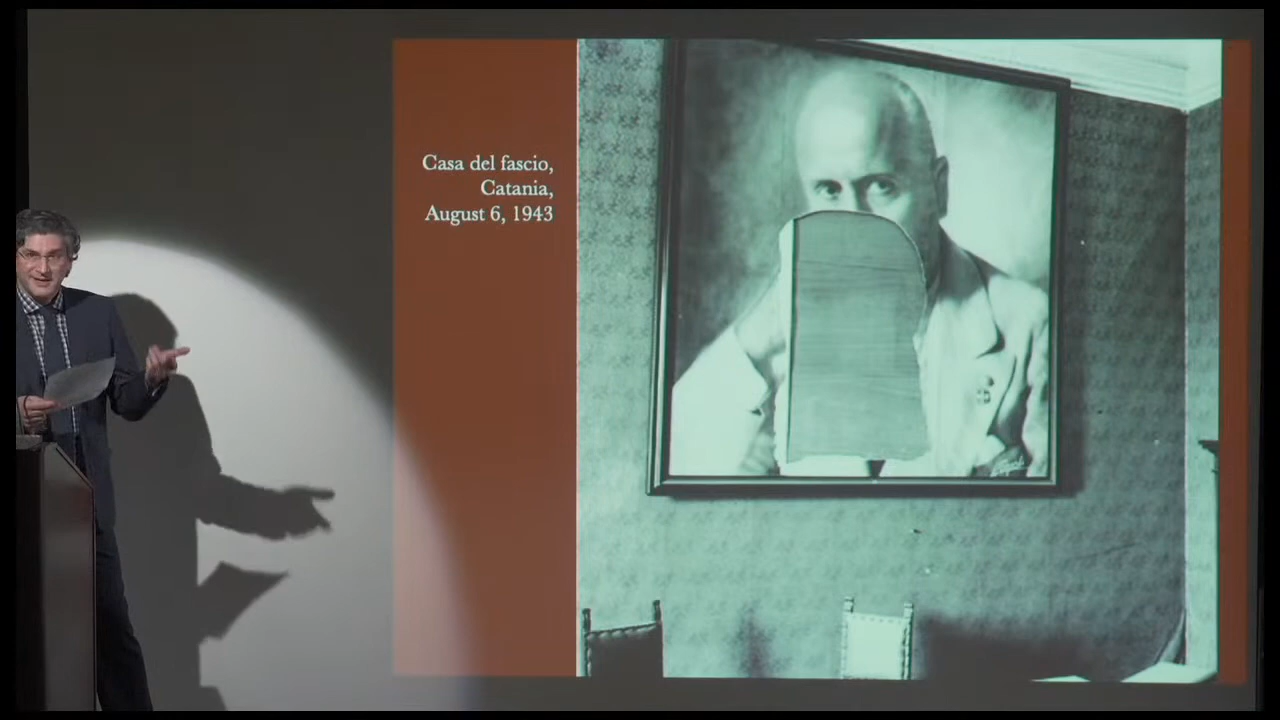 Casa del fascio,
Catania,
August 6, 1943